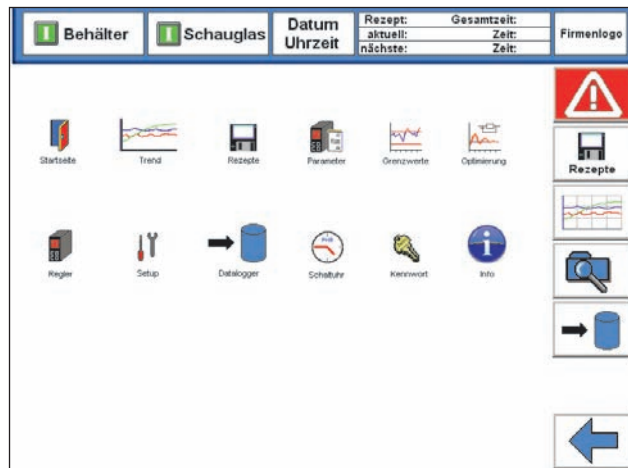 Behälter
Schauglas
Datum
Uhrzeit
Rezept: Gesamtzeit:
aktuell: Zeit:
nächste: Zeit:
Firmenlogo
Startseite
Trend
Rezepte
Parameter
Grenzwerte
Optimierung
Rezepte
Regler
Setup
Datalogger
Schaltuhr
Kennwort
Info